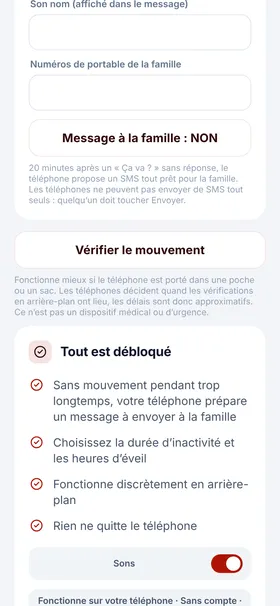 Son nom (affiché dans le message)
Numéros de portable de la famille
Message à la famille : NON
20 minutes après un « Ça va ? » sans réponse, le
téléphone propose un SMS tout prêt pour la famille.
Les téléphones ne peuvent pas envoyer de SMS tout
seuls : quelqu'un doit toucher Envoyer.
Vérifier le mouvement
Fonctionne mieux si le téléphone est porté dans une poche
ou un sac. Les téléphones décident quand les vérifications
en arrière-plan ont lieu, les délais sont donc approximatifs.
Ce n'est pas un dispositif médical ou d'urgence.
Tout est débloqué
Sans mouvement pendant trop
longtemps, votre téléphone prépare
un message à envoyer à la famille
Choisissez la durée d'inactivité et
les heures d'éveil
Fonctionne discrètement en arrière-
plan
Rien ne quitte le téléphone
Sons
Fonctionne sur votre téléphone · Sans compte ·